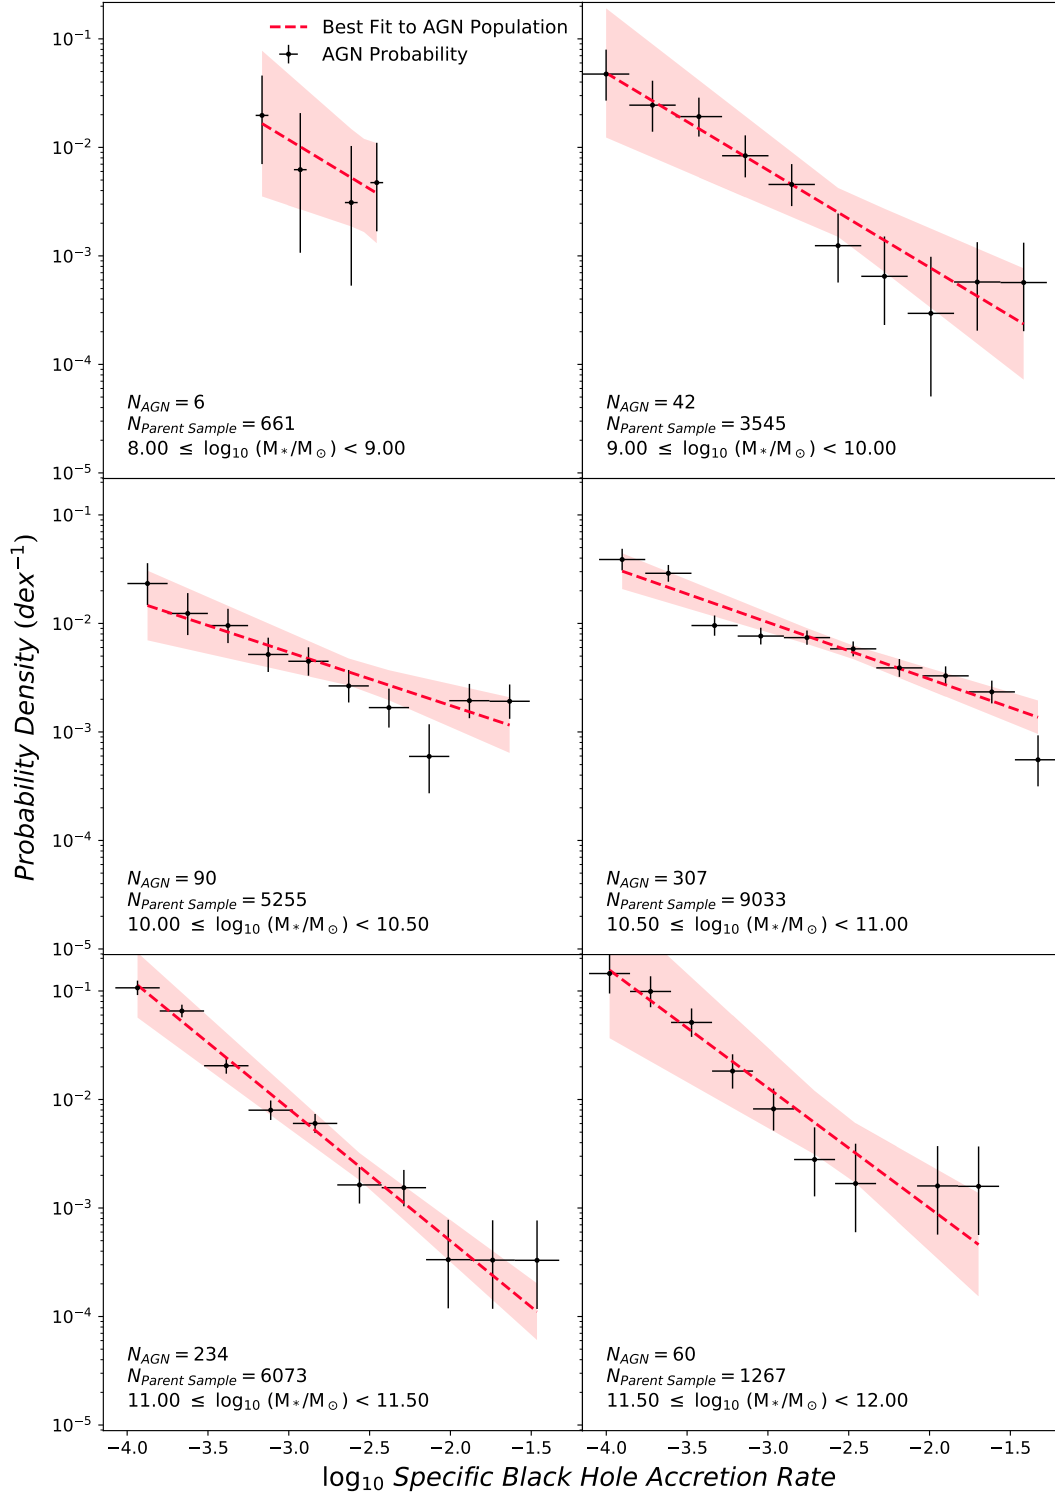 Best Fit to AGN Population
AGN Probability
10⁻¹
10⁻²
10⁻³
10⁻⁴
10⁻⁵
N_AGN = 6
N_Parent Sample = 661
8.00 ≤ log₁₀ (M*/M⊙) < 9.00
N_AGN = 42
N_Parent Sample = 3545
9.00 ≤ log₁₀ (M*/M⊙) < 10.00
Probability Density (dex⁻¹)
10⁻¹
10⁻²
10⁻³
10⁻⁴
10⁻⁵
N_AGN = 90
N_Parent Sample = 5255
10.00 ≤ log₁₀ (M*/M⊙) < 10.50
N_AGN = 307
N_Parent Sample = 9033
10.50 ≤ log₁₀ (M*/M⊙) < 11.00
10⁻¹
10⁻²
10⁻³
10⁻⁴
10⁻⁵
N_AGN = 234
N_Parent Sample = 6073
11.00 ≤ log₁₀ (M*/M⊙) < 11.50
N_AGN = 60
N_Parent Sample = 1267
11.50 ≤ log₁₀ (M*/M⊙) < 12.00
−4.0 −3.5 −3.0 −2.5 −2.0 −1.5 −4.0 −3.5 −3.0 −2.5 −2.0 −1.5
log₁₀ Specific Black Hole Accretion Rate